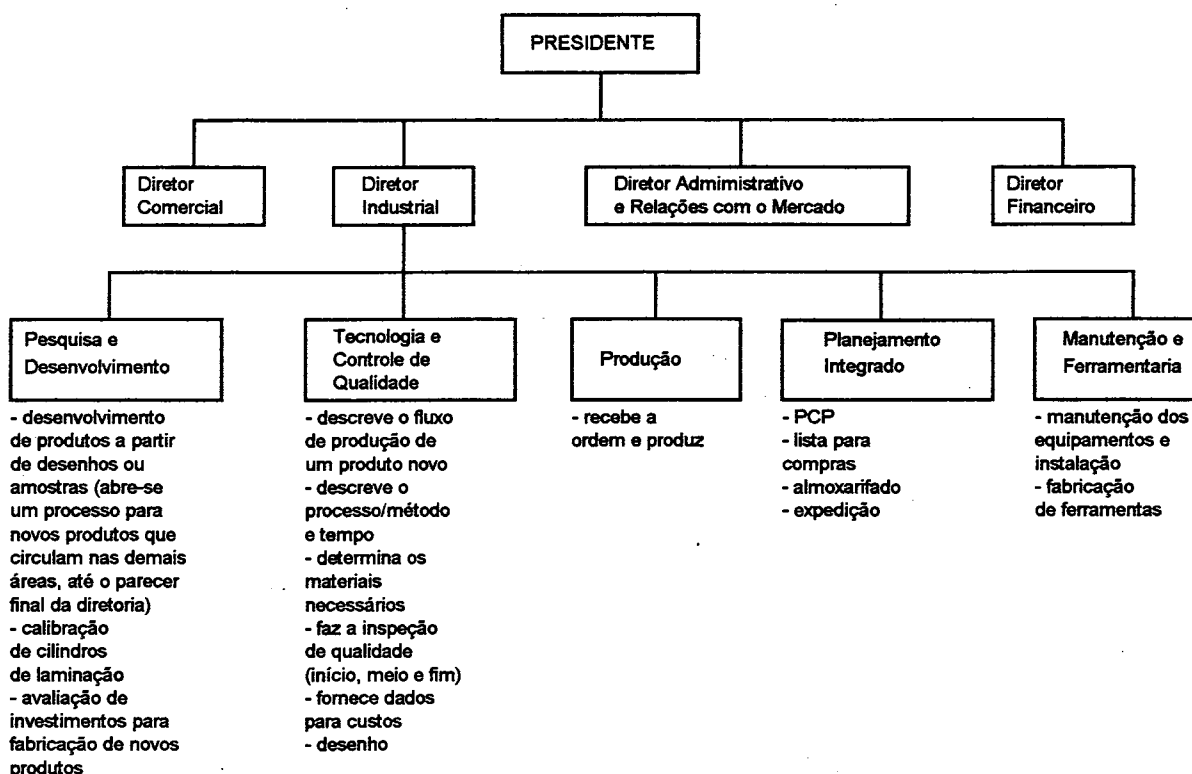 PRESIDENTE
Diretor
Comercial
Diretor
Industrial
Diretor Admimistrativo
e Relações com o Mercado
Diretor
Financeiro
Pesquisa e
Desenvolvimento
- desenvolvimento
de produtos a partir
de desenhos ou
amostras (abre-se
um processo para
novos produtos que
circulam nas demais
áreas, até o parecer
final da diretoria)
- calibração
de cilindros
de laminação
- avaliação de
investimentos para
fabricação de novos
produtos
Tecnologia e
Controle de
Qualidade
- descreve o fluxo
de produção de
um produto novo
- descreve o
processo/método
e tempo
- determina os
materiais
necessários
- faz a inspeção
de qualidade
(início, meio e fim)
- fornece dados
para custos
- desenho
Produção
- recebe a
ordem e produz
Planejamento
Integrado
- PCP
- lista para
compras
- almoxarifado
- expedição
Manutenção e
Ferramentaria
- manutenção dos
equipamentos e
instalação
- fabricação
de ferramentas